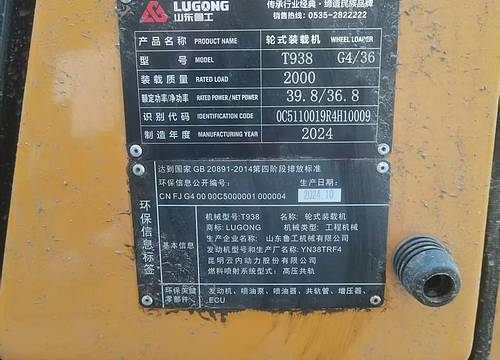 LUGONG
山东鲁工
传承行业经典·缔造民族品牌
销售热线：0535-2822222
产品名称 PRODUCT NAME 轮式装载机 WHEEL LOADER
型号 MODEL T938 G4/36
装载质量 RATED LOAD 2000
额定功率/净功率 RATED POWER / NET POWER 39.8/36.8
识别代码 IDENTIFICATION CODE 0C5110019R4H10009
制造年度 MANUFACTURING YEAR 2024
达到国家 GB 20891-2014第四阶段排放标准
环保信息公开编号： 生产日期：
CN FJ G4 00 00C5000001 000004 2024.10
环保信息标签
基本信息
机械型号:T938 名称：轮式装载机
商标：LUGONG 机械类型：工程机械
生产企业名称：山东鲁工机械有限公司
发动机型号和生产厂名称：YN38TRF4
昆明云内动力股份有限公司
燃料喷射系统型式：高压共轨
环保关键零部件
发动机、喷油泵、喷油器、共轨管、增压器、
ECU